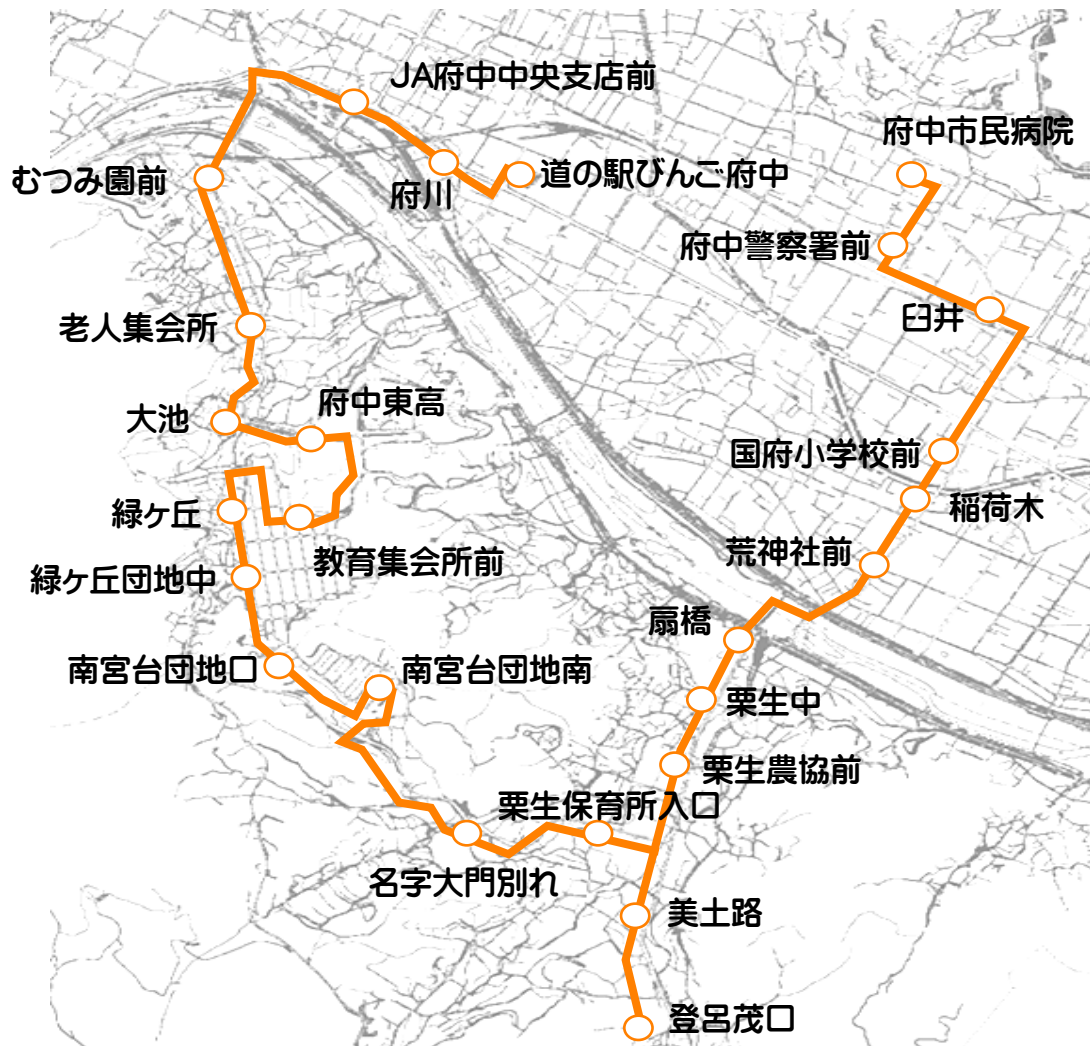 JA府中中央支店前
府中市民病院
むつみ園前
府川
道の駅びんご府中
府中警察署前
臼井
老人集会所
大池
府中東高
国府小学校前
稲荷木
緑ヶ丘
教育集会所前
荒神社前
緑ヶ丘団地中
扇橋
南宮台団地口
南宮台団地南
栗生中
栗生農協前
栗生保育所入口
名字大門別れ
美土路
登呂茂口